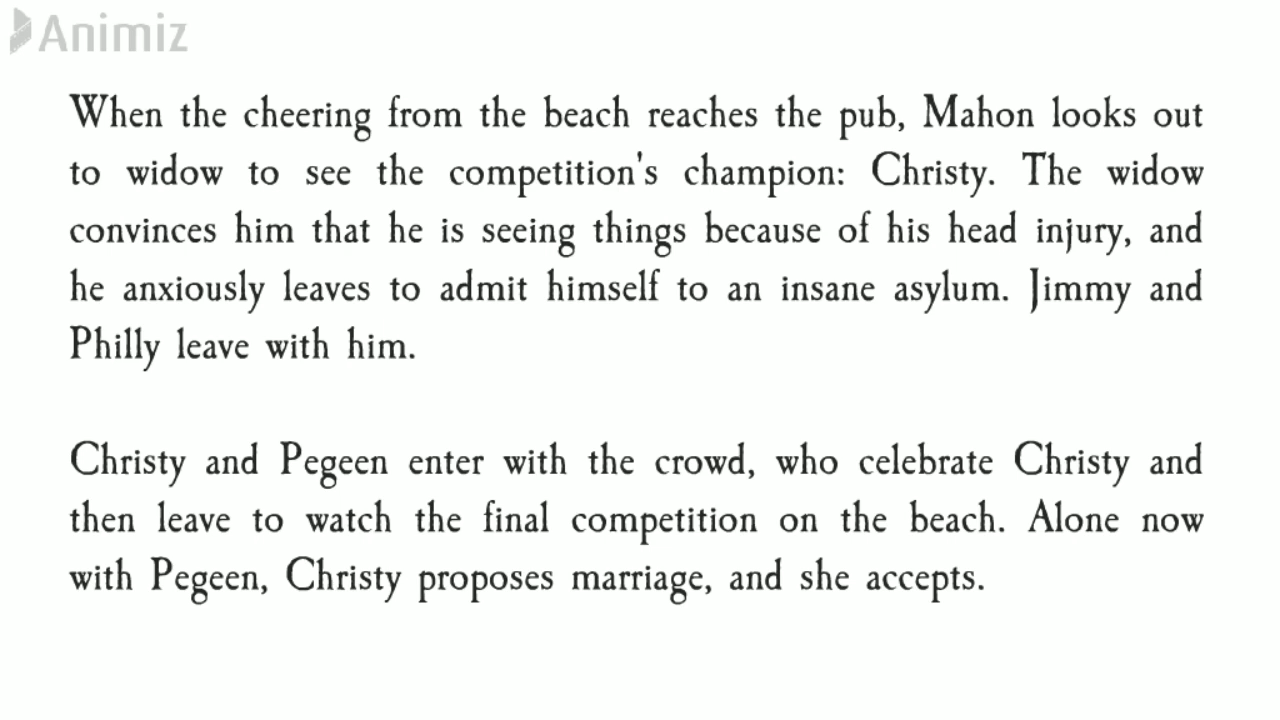 Animiz
When the cheering from the beach reaches the pub, Mahon looks out
to widow to see the competition's champion: Christy. The widow
convinces him that he is seeing things because of his head injury, and
he anxiously leaves to admit himself to an insane asylum. Jimmy and
Philly leave with him.
Christy and Pegeen enter with the crowd, who celebrate Christy and
then leave to watch the final competition on the beach. Alone now
with Pegeen, Christy proposes marriage, and she accepts.